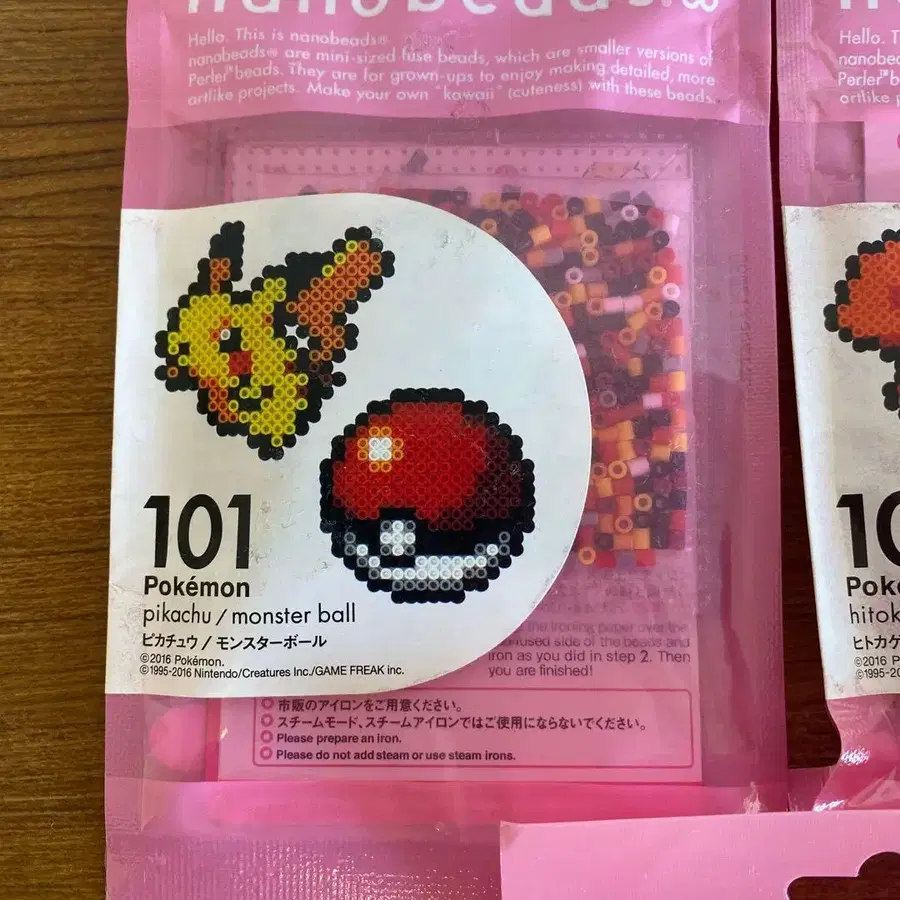 nanobeads®
Hello. This is nanobeads®
nanobeads® are mini-sized fuse beads, which are smaller versions of
Perler™ beads. They are for grown-ups to enjoy making detailed, more
artlike projects. Make your own "kawaii" (cuteness) with these beads.
101
Pokémon
pikachu / monster ball
ピカチュウ / モンスターボール
©2016 Pokémon.
©1995-2016 Nintendo/Creatures Inc./GAME FREAK inc.
the ironing paper over the
side of the beads and
iron as you did in step 2. Then
you are finished!
市販のアイロンをご用意ください。
スチームモード、スチームアイロンではご使用にならないでください。
Please prepare an iron.
Please do not add steam or use steam irons.
Hello. T
nanobea
Perler™b
artlike p
10
Poké
hitok
ヒトカゲ
©2016 P
©1995-